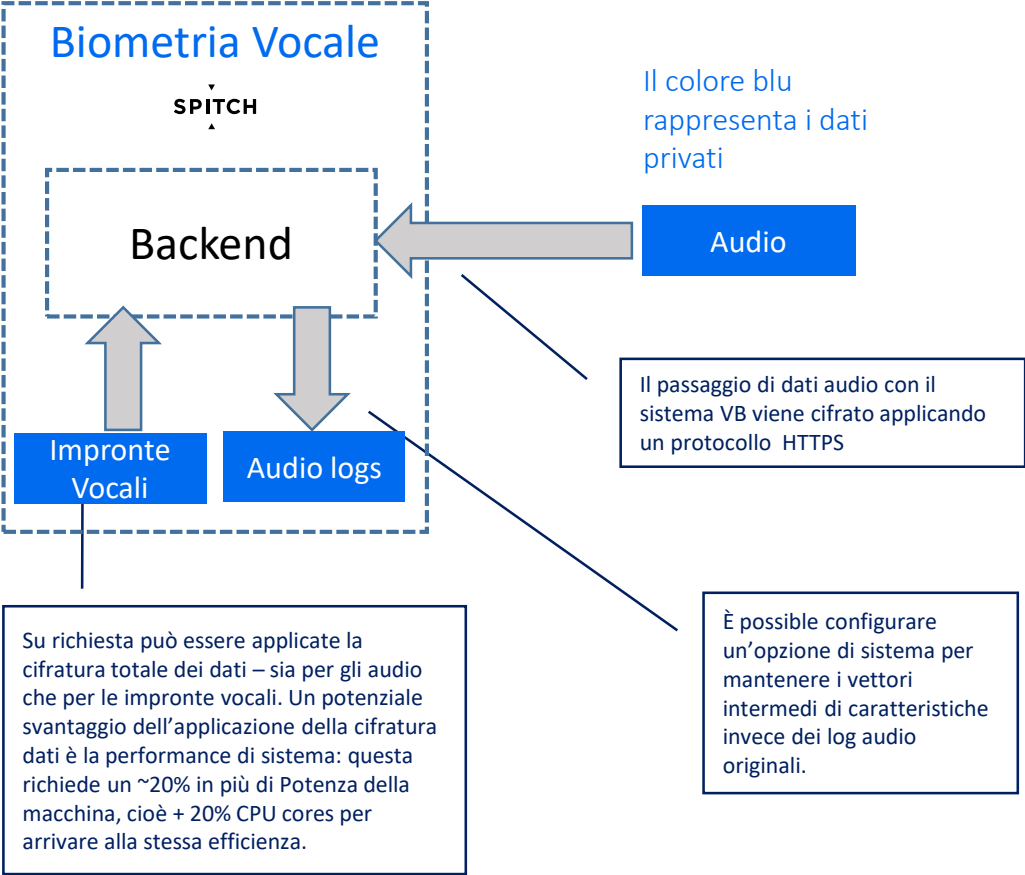 Biometria Vocale
SPITCH
Il colore blu
rappresenta i dati
privati
Backend
Audio
Impronte
Vocali
Audio logs
Il passaggio di dati audio con il
sistema VB viene cifrato applicando
un protocollo HTTPS
Su richiesta può essere applicate la
cifratura totale dei dati – sia per gli audio
che per le impronte vocali. Un potenziale
svantaggio dell’applicazione della cifratura
dati è la performance di sistema: questa
richiede un ~20% in più di Potenza della
macchina, cioè + 20% CPU cores per
arrivare alla stessa efficienza.
È possible configurare
un’opzione di sistema per
mantenere i vettori
intermedi di caratteristiche
invece dei log audio
originali.